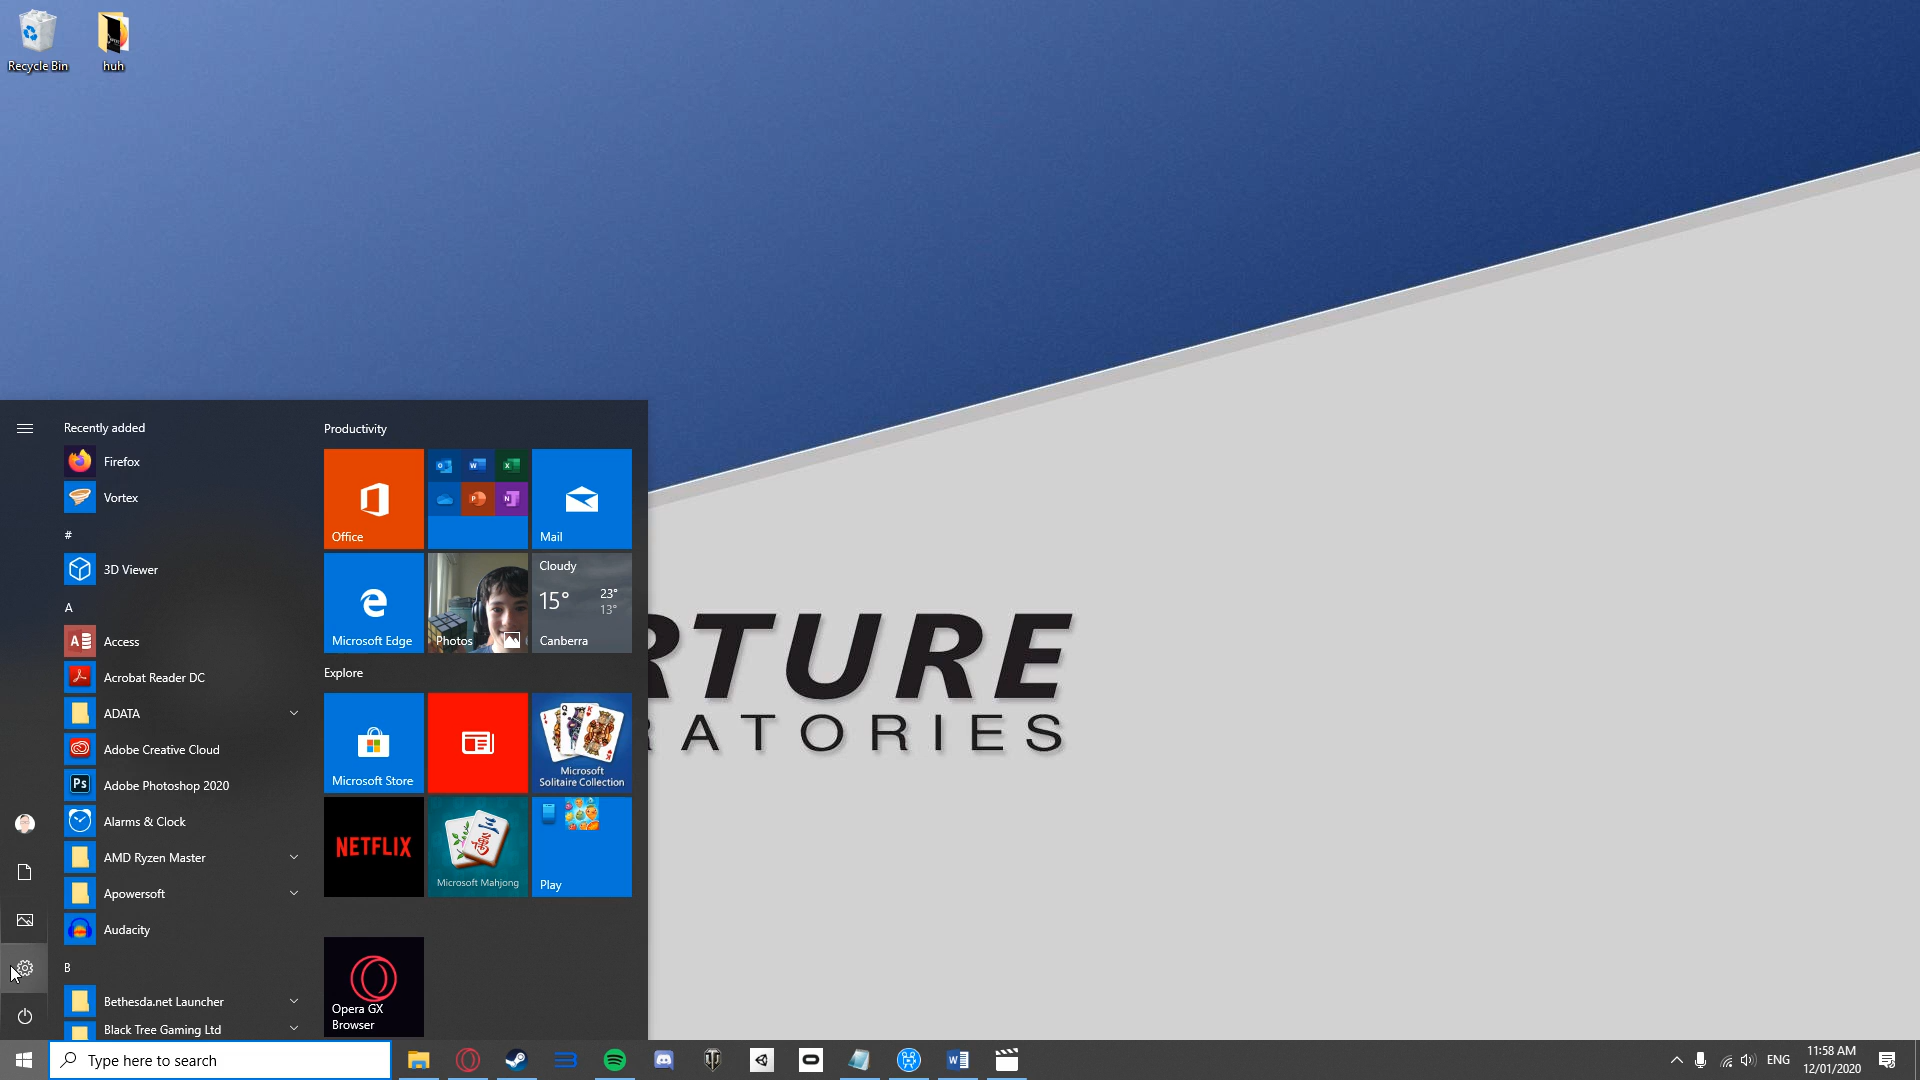 Recycle Bin
huh
Recently added
Firefox
Vortex
#
3D Viewer
A
Access
Acrobat Reader DC
ADATA
Adobe Creative Cloud
Ps
Adobe Photoshop 2020
Alarms & Clock
AMD Ryzen Master
Apowersoft
Audacity
B
Bethesda.net Launcher
Black Tree Gaming Ltd
Productivity
Office
Mail
Microsoft Edge
Photos
Cloudy
15°
23°
13°
Canberra
Explore
Microsoft Store
Microsoft
Solitaire Collection
NETFLIX
Microsoft Mahjong
Play
Opera GX
Browser
RTURE
RATORIES
Type here to search
ENG
11:58 AM
12/01/2020